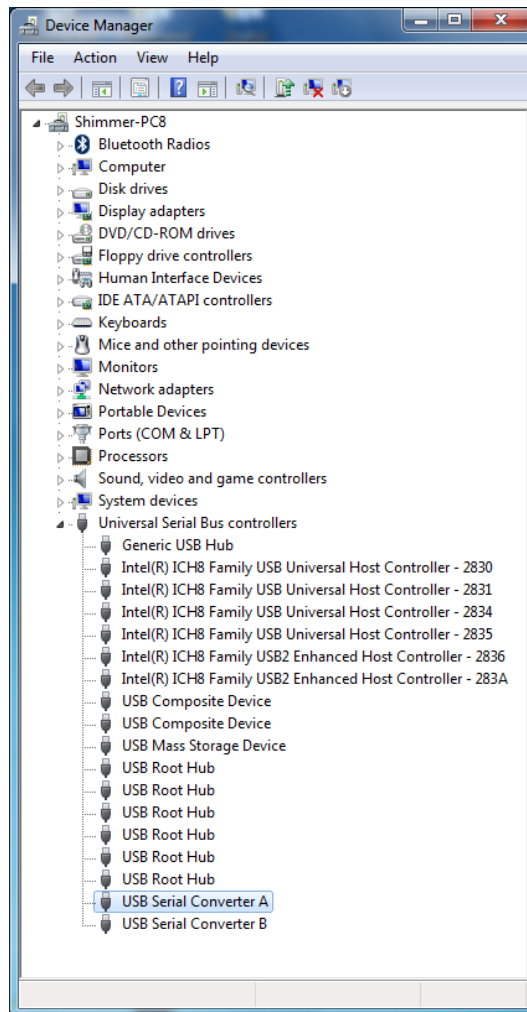 Device Manager
File Action View Help
Shimmer-PC8
Bluetooth Radios
Computer
Disk drives
Display adapters
DVD/CD-ROM drives
Floppy drive controllers
Human Interface Devices
IDE ATA/ATAPI controllers
Keyboards
Mice and other pointing devices
Monitors
Network adapters
Portable Devices
Ports (COM & LPT)
Processors
Sound, video and game controllers
System devices
Universal Serial Bus controllers
Generic USB Hub
Intel(R) ICH8 Family USB Universal Host Controller - 2830
Intel(R) ICH8 Family USB Universal Host Controller - 2831
Intel(R) ICH8 Family USB Universal Host Controller - 2834
Intel(R) ICH8 Family USB Universal Host Controller - 2835
Intel(R) ICH8 Family USB2 Enhanced Host Controller - 2836
Intel(R) ICH8 Family USB2 Enhanced Host Controller - 283A
USB Composite Device
USB Composite Device
USB Mass Storage Device
USB Root Hub
USB Root Hub
USB Root Hub
USB Root Hub
USB Root Hub
USB Root Hub
USB Serial Converter A
USB Serial Converter B